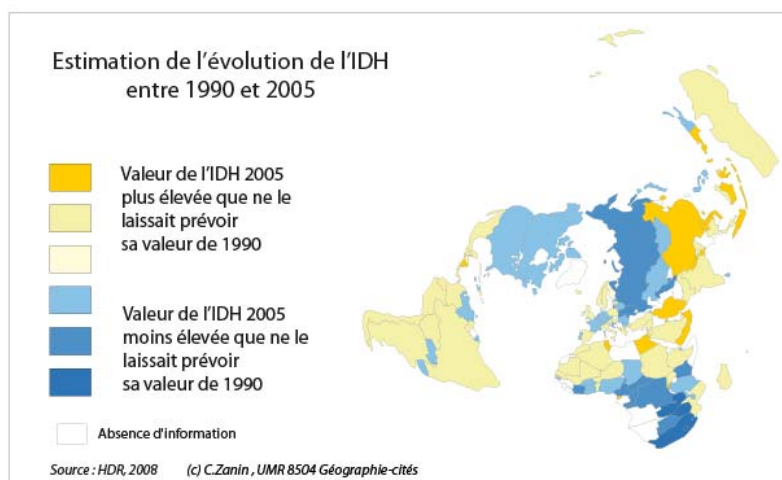 Estimation de l'évolution de l'IDH
entre 1990 et 2005
Valeur de l'IDH 2005
plus élevée que ne le
laissait prévoir
sa valeur de 1990
Valeur de l'IDH 2005
moins élevée que ne le
laissait prévoir
sa valeur de 1990
Absence d'information
Source : HDR, 2008 (c) C.Zanin , UMR 8504 Géographie-cités